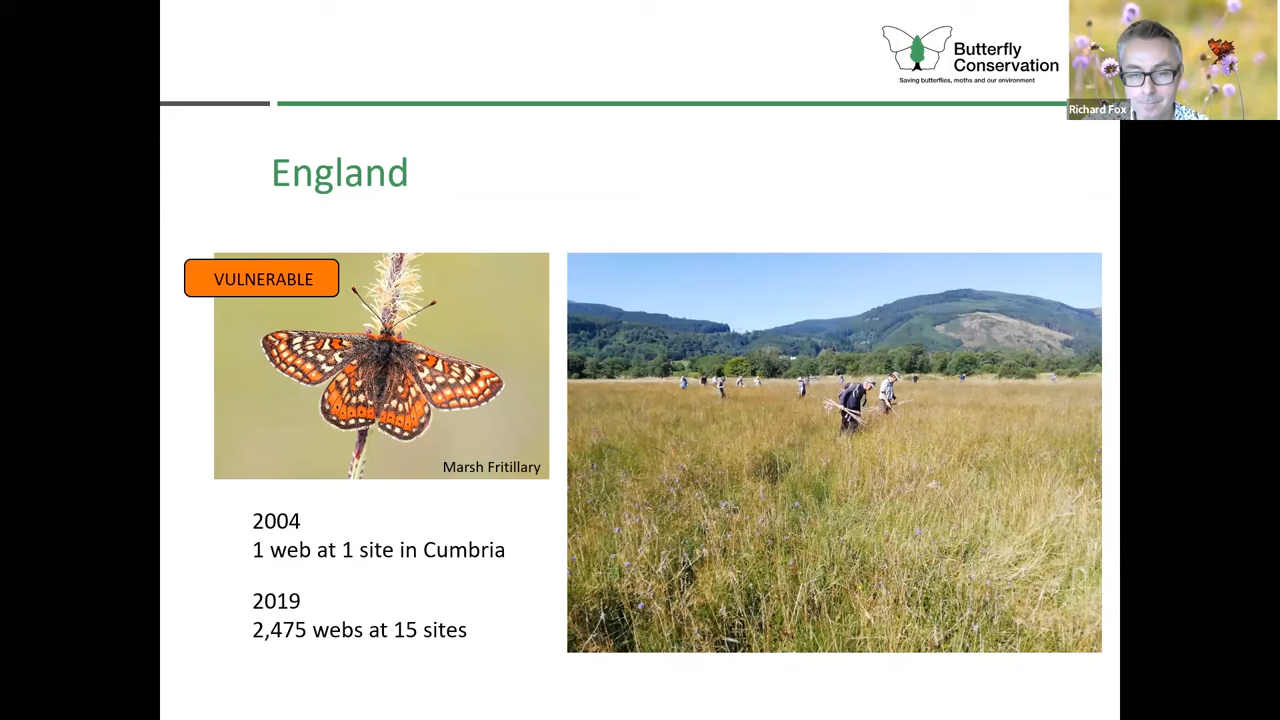 Butterfly
Conservation
Saving butterflies, moths and our environment
Richard Fox
England
VULNERABLE
Marsh Fritillary
2004
1 web at 1 site in Cumbria
2019
2,475 webs at 15 sites